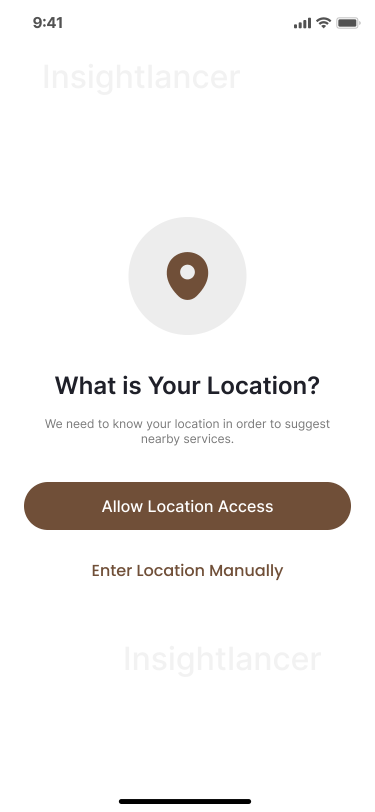 9:41
Insightlancer
What is Your Location?
We need to know your location in order to suggest
nearby services.
Allow Location Access
Enter Location Manually
Insightlancer